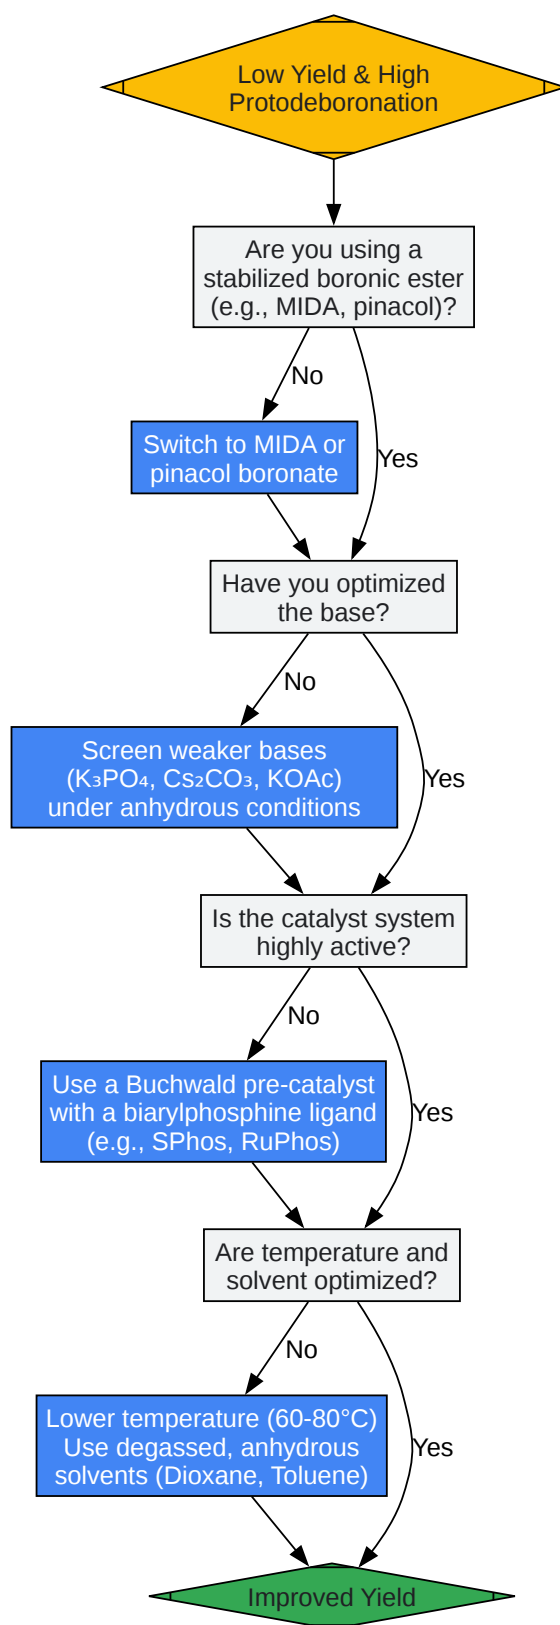 Low Yield & High
Protodeboronation
Are you using a
stabilized boronic ester
(e.g., MIDA, pinacol)?
No
Switch to MIDA or
pinacol boronate
Yes
Have you optimized
the base?
No
Screen weaker bases
(K₃PO₄, Cs₂CO₃, KOAc)
under anhydrous conditions
Yes
Is the catalyst system
highly active?
No
Use a Buchwald pre-catalyst
with a biarylphosphine ligand
(e.g., SPhos, RuPhos)
Yes
Are temperature and
solvent optimized?
No
Lower temperature (60-80°C)
Use degassed, anhydrous
solvents (Dioxane, Toluene)
Yes
Improved Yield